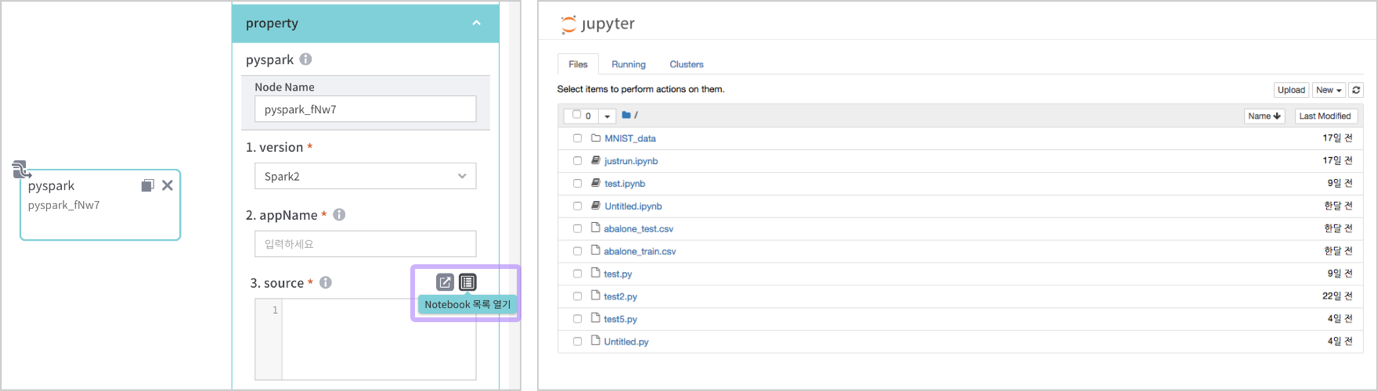 pyspark
pyspark_fNw7
property
pyspark
Node Name
pyspark_fNw7
1. version *
Spark2
2. appName *
입력하세요
3. source *
Notebook 목록 열기
1
jupyter
Files Running Clusters
Select items to perform actions on them.
Upload New
0 /
Name Last Modified
MNIST_data 17일 전
justrun.ipynb 17일 전
test.ipynb 9일 전
Untitled.ipynb 한달 전
abalone_test.csv 한달 전
abalone_train.csv 한달 전
test.py 9일 전
test2.py 22일 전
test5.py 4일 전
Untitled.py 4일 전